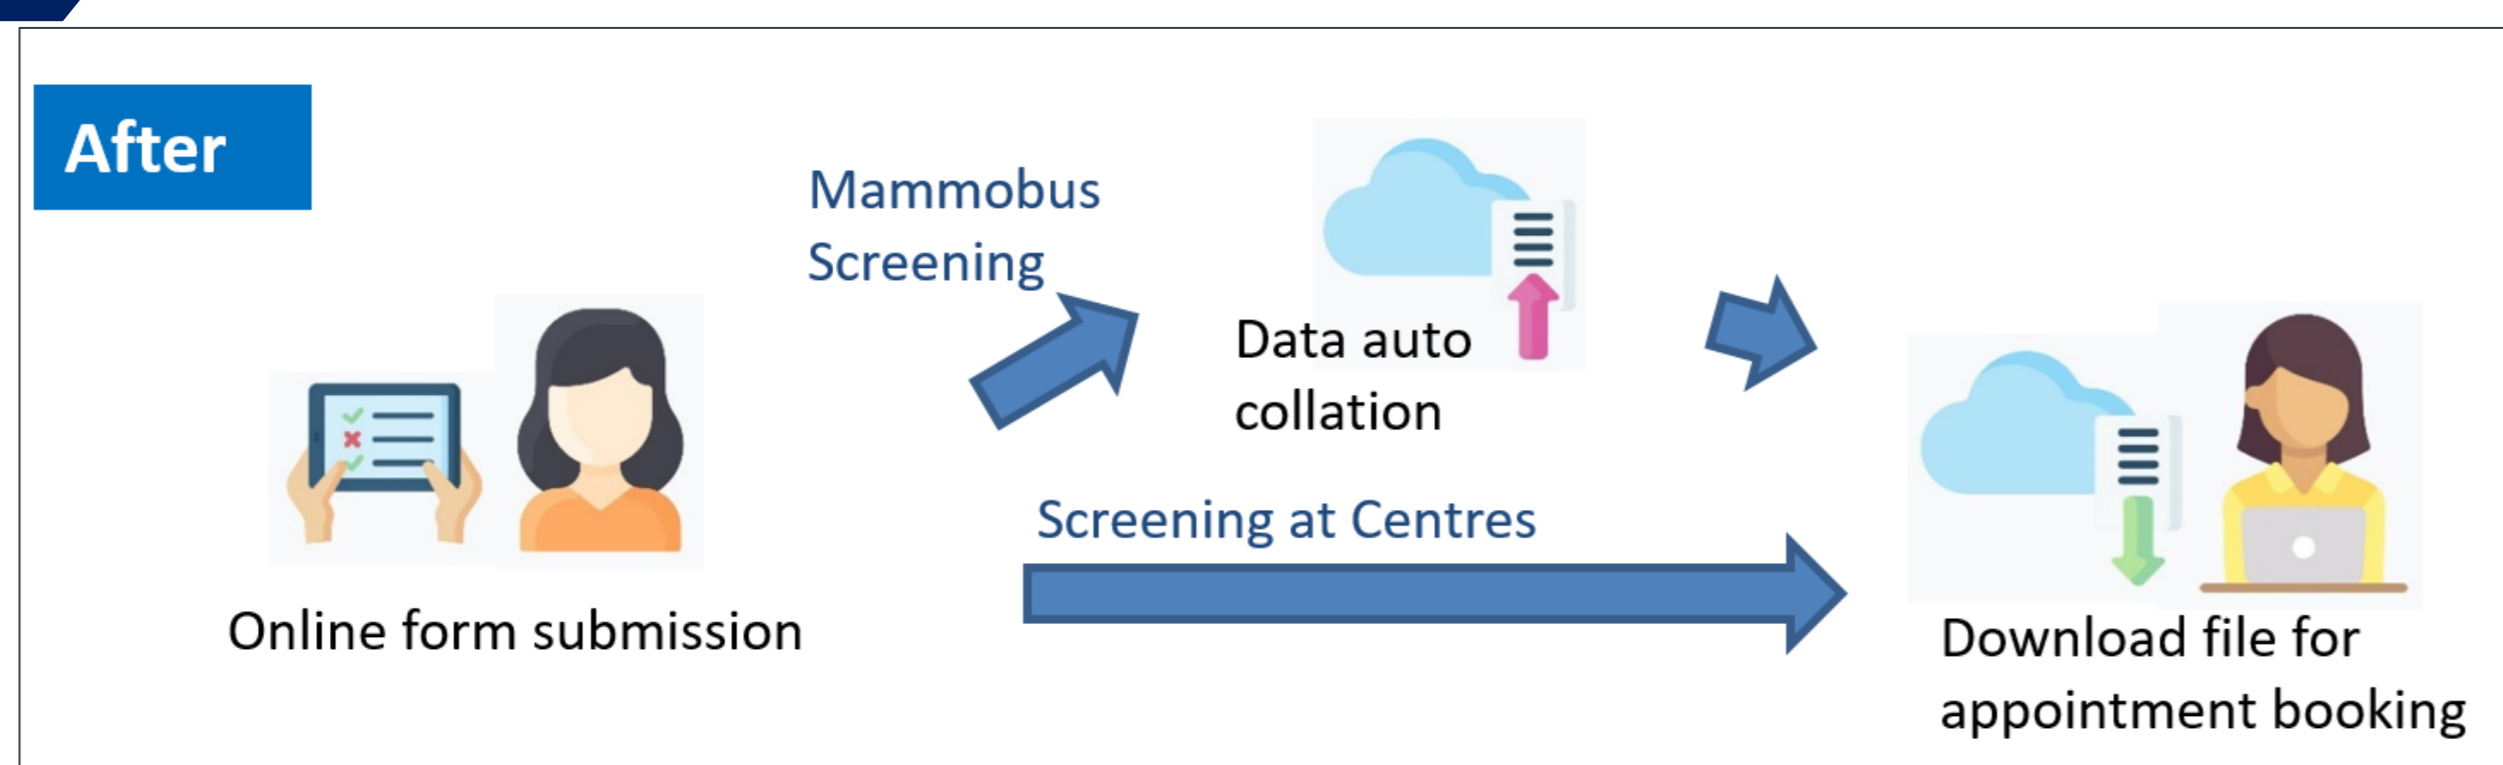 After
Mammobus
Screening
Data auto
collation
Screening at Centres
Online form submission
Download file for
appointment booking